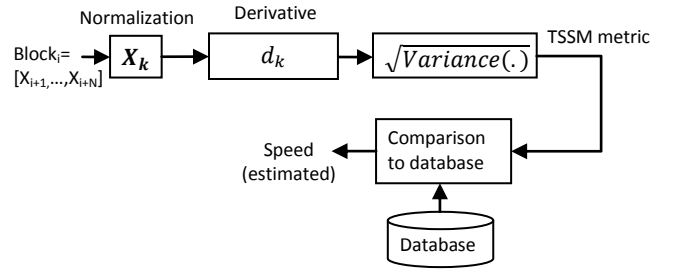 Normalization
Derivative
TSSM metric
Block_i=
[X_{i+1},...,X_{i+N}]
X_k
d_k
√Variance(.)
Speed
(estimated)
Comparison
to database
Database